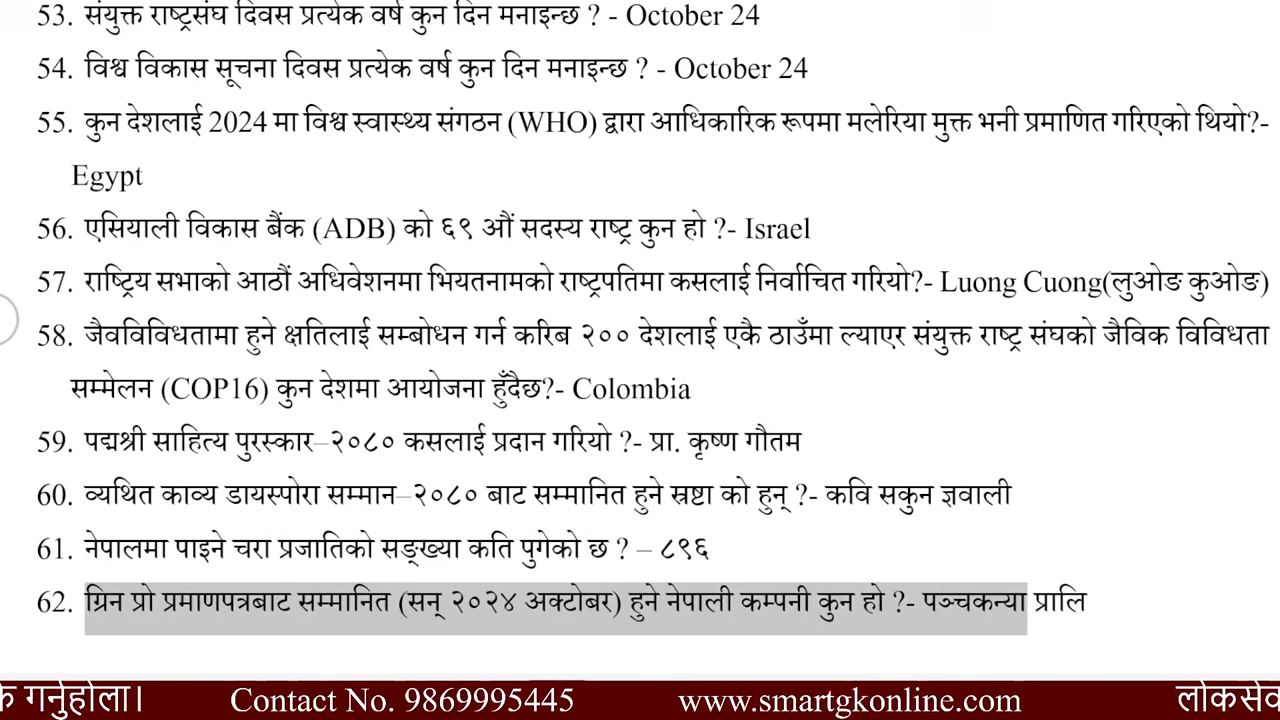 53. संयुक्त राष्ट्रसंघ दिवस प्रत्येक वर्ष कुन दिन मनाइन्छ ? - October 24
54. विश्व विकास सूचना दिवस प्रत्येक वर्ष कुन दिन मनाइन्छ ? - October 24
55. कुन देशलाई 2024 मा विश्व स्वास्थ्य संगठन (WHO) द्वारा आधिकारिक रूपमा मलेरिया मुक्त भनी प्रमाणित गरिएको थियो?-
Egypt
56. एसियाली विकास बैंक (ADB) को ६९ औं सदस्य राष्ट्र कुन हो ?- Israel
57. राष्ट्रिय सभाको आठौं अधिवेशनमा भियतनामको राष्ट्रपतिमा कसलाई निर्वाचित गरियो?- Luong Cuong(लुओङ कुओङ)
58. जैवविविधतामा हुने क्षतिलाई सम्बोधन गर्न करिब २०० देशलाई एकै ठाउँमा ल्याएर संयुक्त राष्ट्र संघको जैविक विविधता
सम्मेलन (COP16) कुन देशमा आयोजना हुँदैछ?- Colombia
59. पद्मश्री साहित्य पुरस्कार–२०८० कसलाई प्रदान गरियो ?- प्रा. कृष्ण गौतम
60. व्यथित काव्य डायस्पोरा सम्मान–२०८० बाट सम्मानित हुने स्रष्टा को हुन् ?- कवि सकुन ज्ञवाली
61. नेपालमा पाइने चरा प्रजातिको सङ्ख्या कति पुगेको छ ? – ८९६
62. ग्रिन प्रो प्रमाणपत्रबाट सम्मानित (सन् २०२४ अक्टोबर) हुने नेपाली कम्पनी कुन हो ?- पञ्चकन्या प्रालि
गर्नुहोला। Contact No. 9869995445 www.smartgkonline.com लोकसेव